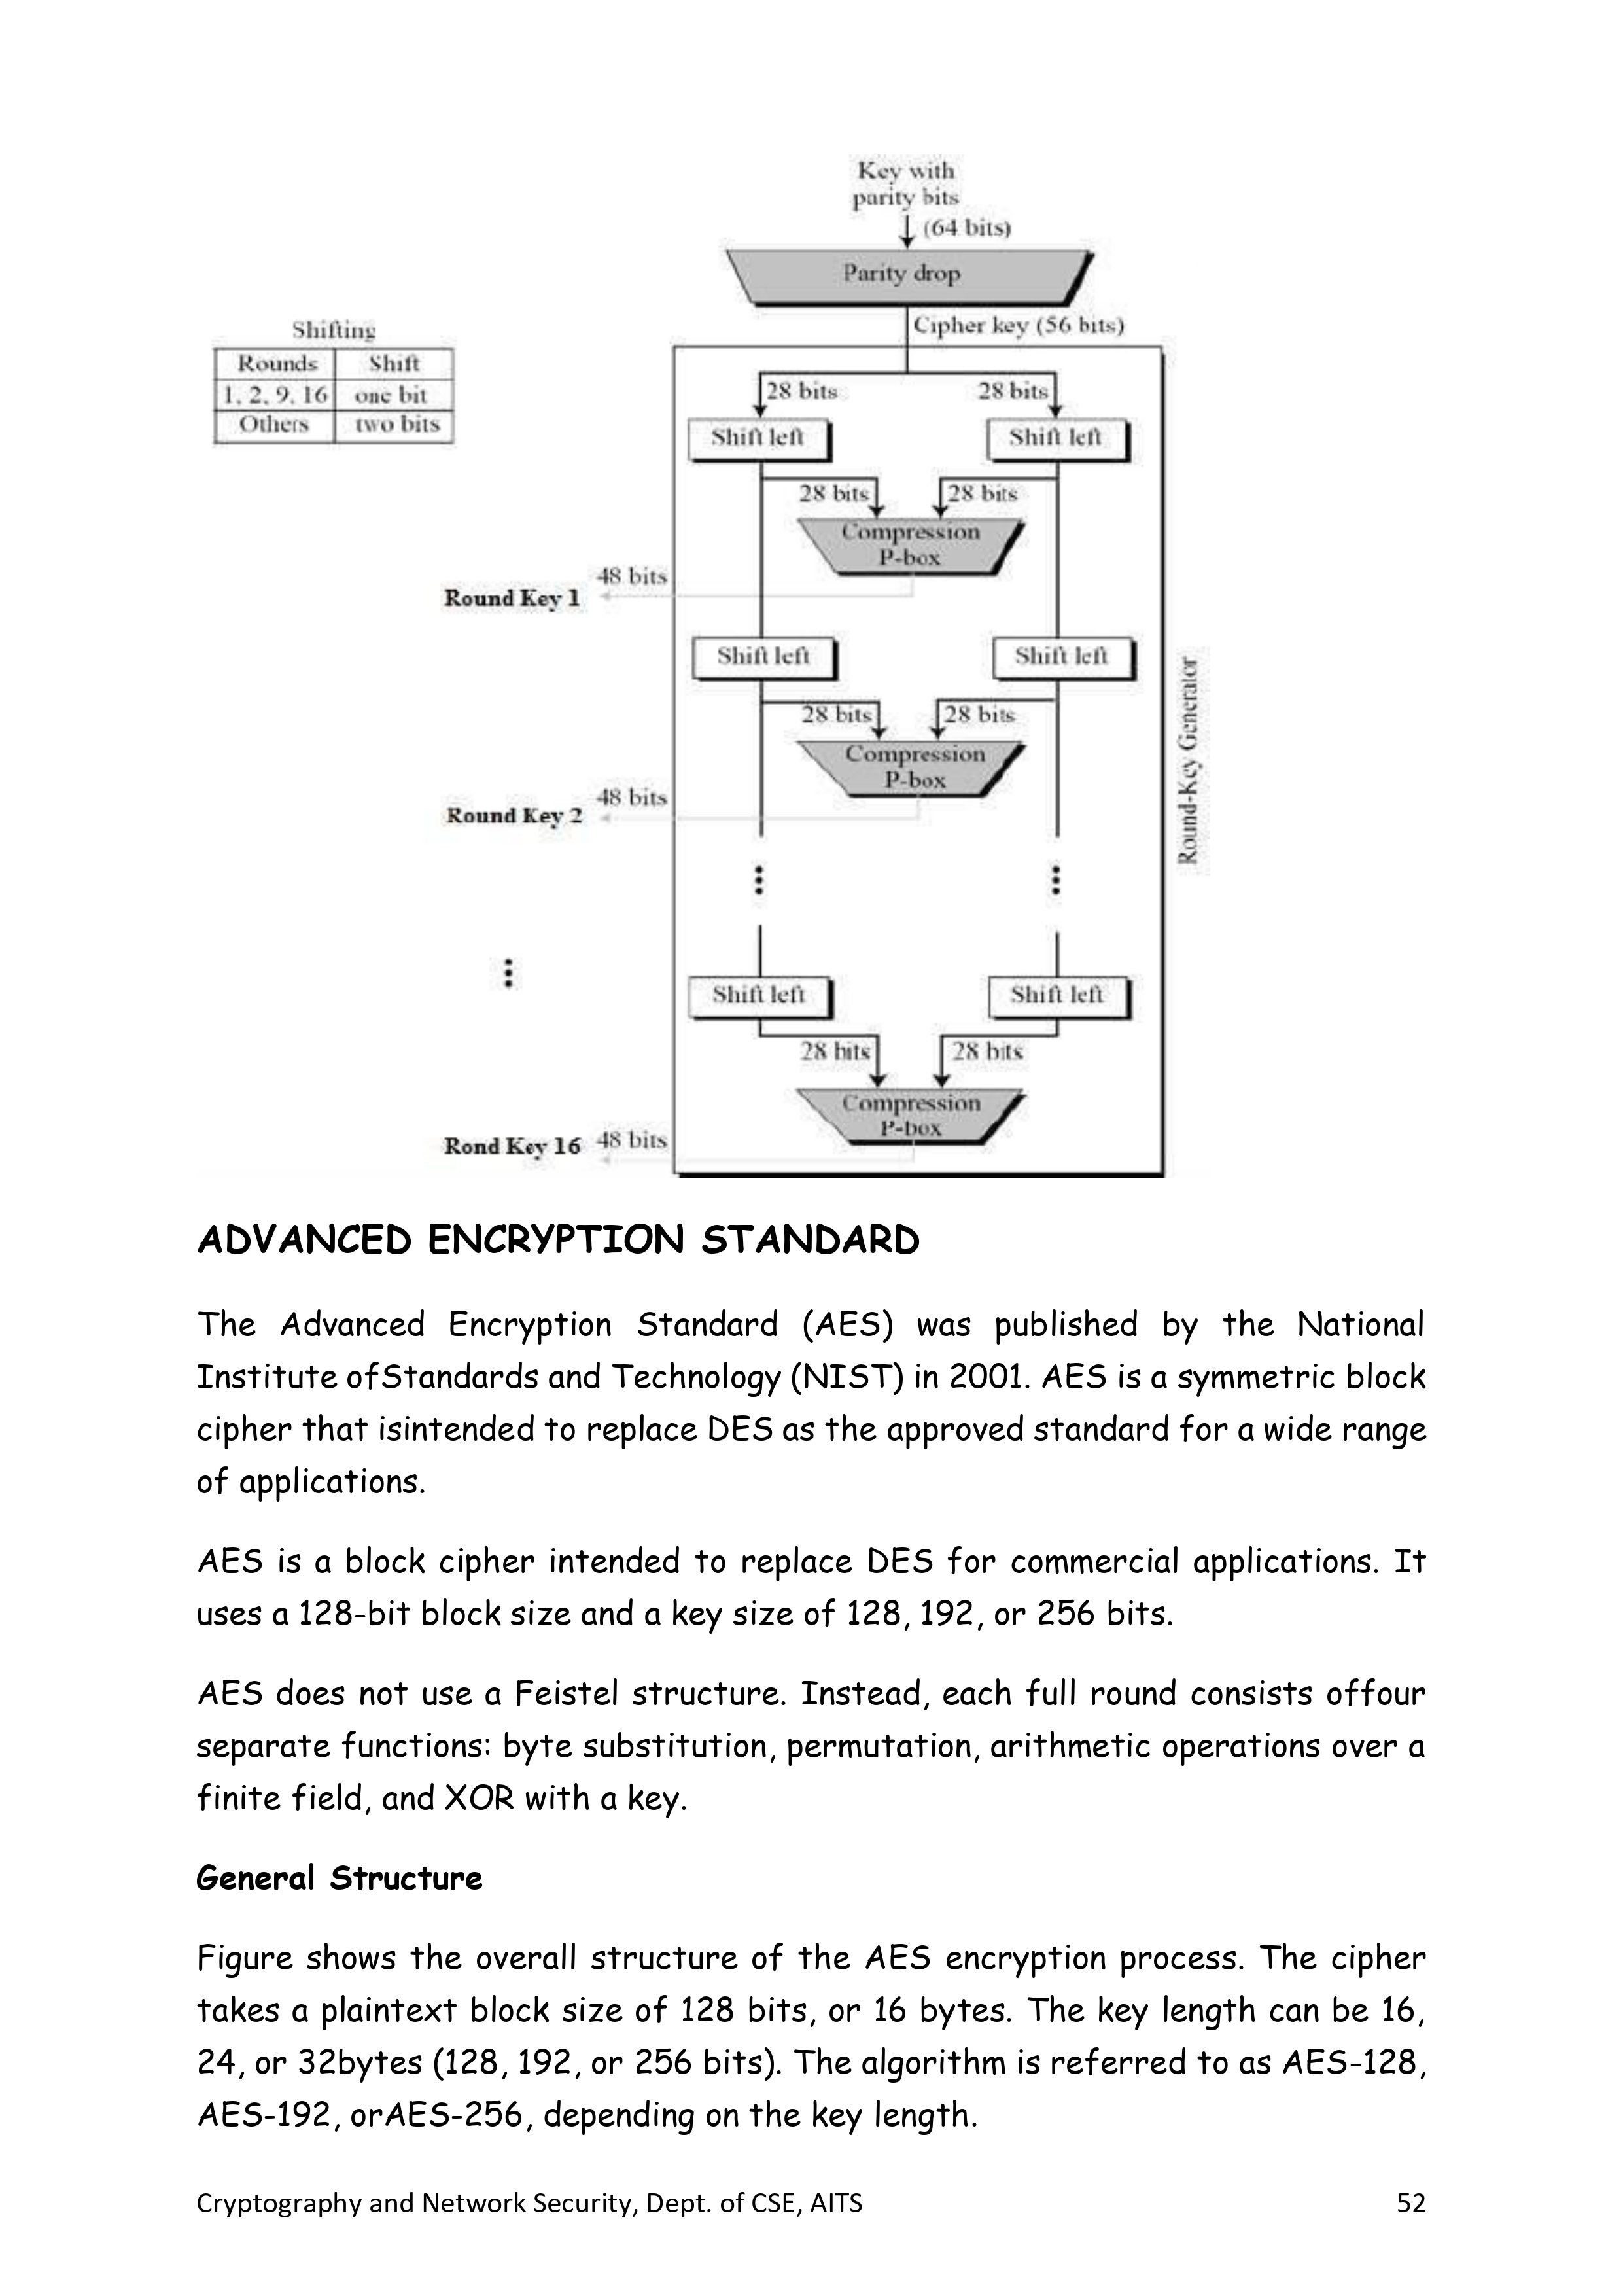 Key with
parity bits
(64 bits)
Parity drop
Cipher key (56 bits)
Shifting
Rounds Shift
1, 2, 9, 16 one bit
Others two bits
28 bits 28 bits
Shift left Shift left
28 bits 28 bits
Compression
P-box
48 bits
Round Key 1
Shift left Shift left
28 bits 28 bits
Compression
P-box
48 bits
Round Key 2
Round-Key Generator
Shift left Shift left
28 bits 28 bits
Compression
P-box
48 bits
Rond Key 16
ADVANCED ENCRYPTION STANDARD
The Advanced Encryption Standard (AES) was published by the National
Institute ofStandards and Technology (NIST) in 2001. AES is a symmetric block
cipher that isintended to replace DES as the approved standard for a wide range
of applications.
AES is a block cipher intended to replace DES for commercial applications. It
uses a 128-bit block size and a key size of 128, 192, or 256 bits.
AES does not use a Feistel structure. Instead, each full round consists offour
separate functions: byte substitution, permutation, arithmetic operations over a
finite field, and XOR with a key.
General Structure
Figure shows the overall structure of the AES encryption process. The cipher
takes a plaintext block size of 128 bits, or 16 bytes. The key length can be 16,
24, or 32bytes (128, 192, or 256 bits). The algorithm is referred to as AES-128,
AES-192, orAES-256, depending on the key length.
Cryptography and Network Security, Dept. of CSE, AITS 52